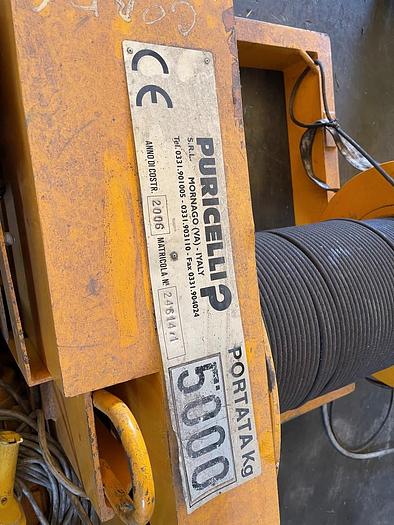 CE
PURICELLI P
S.R.L. MORNAGO (VA) - ITALY
Tel. 0331.901005 - 0331.903110 - Fax 0331.904024
ANNO DI COSTR. 2006 MATRICOLA N°
PORTATA Kg
5000